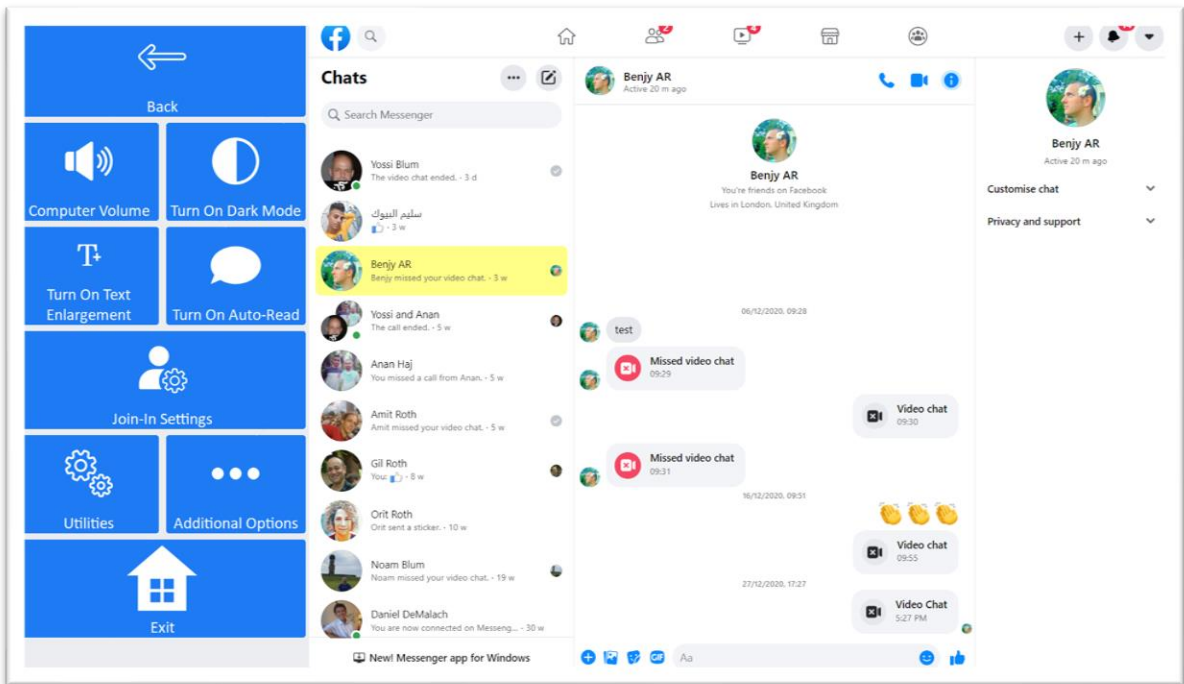 Back
Computer Volume
Turn On Dark Mode
Turn On Text
Enlargement
Turn On Auto-Read
Join-In Settings
Utilities
Additional Options
Exit
2
4
Chats
Search Messenger
Yossi Blum
The video chat ended. - 3 d
سليم البيوك
- 3 w
Benjy AR
Benjy missed your video chat. - 3 w
Yossi and Anan
The call ended. - 5 w
Anan Haj
You missed a call from Anan. - 5 w
Amit Roth
Amit missed your video chat. - 5 w
Gil Roth
You: - 8 w
Orit Roth
Orit sent a sticker. - 10 w
Noam Blum
Noam missed your video chat. - 19 w
Daniel DeMalach
You are now connected on Messeng... - 30 w
New! Messenger app for Windows
Benjy AR
Active 20 m ago
Benjy AR
You're friends on Facebook
Lives in London, United Kingdom
06/12/2020, 09:28
test
Missed video chat
09:29
Video chat
09:30
Missed video chat
09:31
16/12/2020, 09:51
Video chat
09:55
27/12/2020, 17:27
Video Chat
5:27 PM
GIF
Aa
Benjy AR
Active 20 m ago
Customise chat
Privacy and support